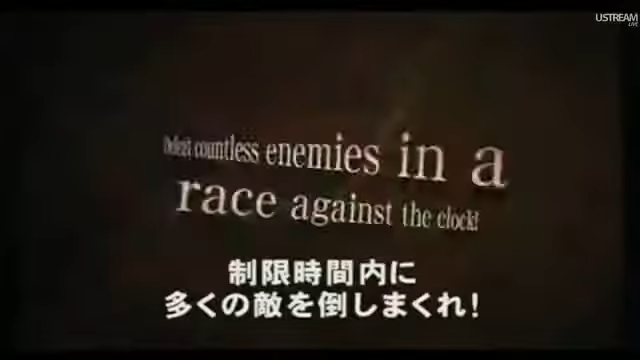 USTREAM
Defeat countless enemies in a
race against the clock!
制限時間内に
多くの敵を倒しまくれ!